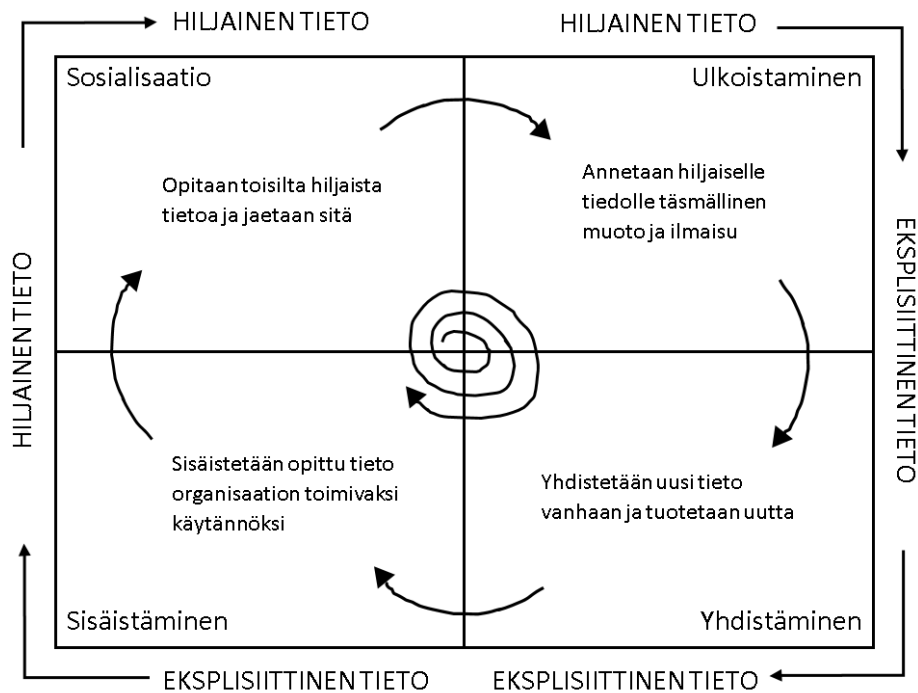 HILJAINEN TIETO
HILJAINEN TIETO
Sosialisaatio
Ulkoistaminen
Opitaan toisilta hiljaista
tietoa ja jaetaan sitä
Annetaan hiljaiselle
tiedolle täsmällinen
muoto ja ilmaisu
HILJAINEN TIETO
EKSPLISIITTINEN TIETO
Sisäistetään opittu tieto
organisaation toimivaksi
käytännöksi
Yhdistetään uusi tieto
vanhaan ja tuotetaan uutta
Sisäistäminen
Yhdistäminen
EKSPLISIITTINEN TIETO
EKSPLISIITTINEN TIETO